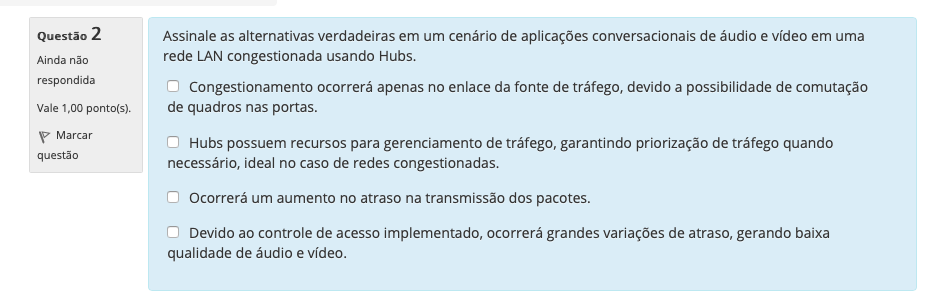 Questão 2
Ainda não
respondida
Vale 1,00 ponto(s).
Marcar
questão
Assinale as alternativas verdadeiras em um cenário de aplicações conversacionais de áudio e vídeo em uma
rede LAN congestionada usando Hubs.
Congestionamento ocorrerá apenas no enlace da fonte de tráfego, devido a possibilidade de comutação
de quadros nas portas.
Hubs possuem recursos para gerenciamento de tráfego, garantindo priorização de tráfego quando
necessário, ideal no caso de redes congestionadas.
Ocorrerá um aumento no atraso na transmissão dos pacotes.
Devido ao controle de acesso implementado, ocorrerá grandes variações de atraso, gerando baixa
qualidade de áudio e vídeo.